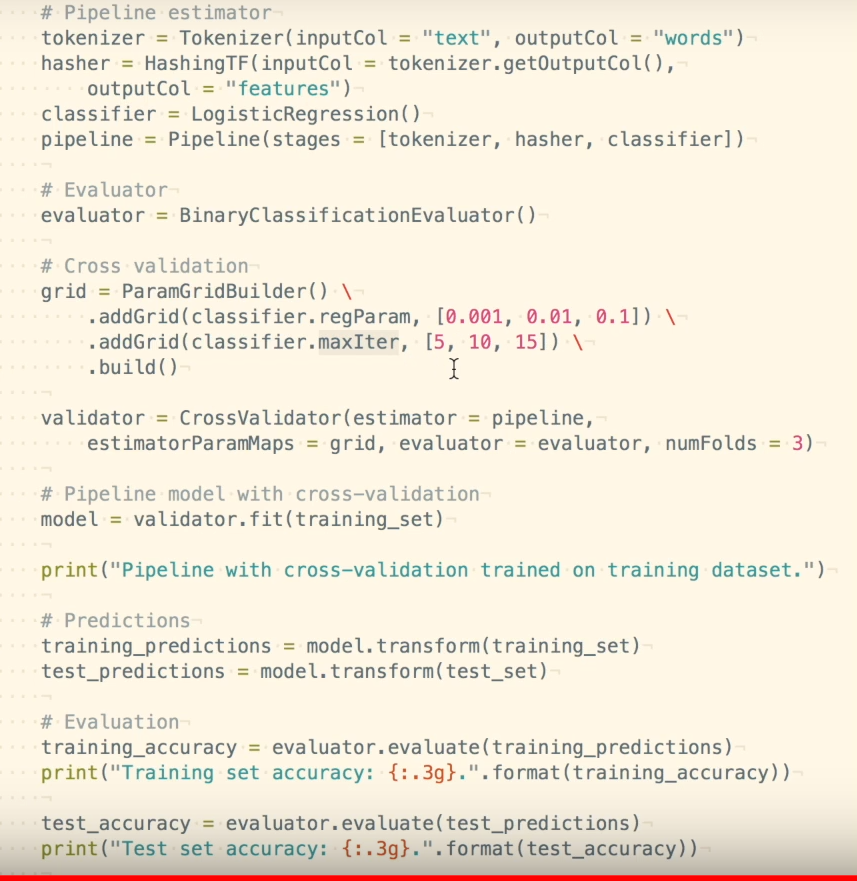 # Pipeline estimator
tokenizer = Tokenizer(inputCol = "text", outputCol = "words")
hasher = HashingTF(inputCol = tokenizer.getOutputCol(),
outputCol = "features")
classifier = LogisticRegression()
pipeline = Pipeline(stages = [tokenizer, hasher, classifier])
# Evaluator
evaluator = BinaryClassificationEvaluator()
# Cross validation
grid = ParamGridBuilder() \
.addGrid(classifier.regParam, [0.001, 0.01, 0.1]) \
.addGrid(classifier.maxIter, [5, 10, 15]) \
.build()
validator = CrossValidator(estimator = pipeline,
estimatorParamMaps = grid, evaluator = evaluator, numFolds = 3)
# Pipeline model with cross-validation
model = validator.fit(training_set)
print("Pipeline with cross-validation trained on training dataset.")
# Predictions
training_predictions = model.transform(training_set)
test_predictions = model.transform(test_set)
# Evaluation
training_accuracy = evaluator.evaluate(training_predictions)
print("Training set accuracy: {:.3g}.".format(training_accuracy))
test_accuracy = evaluator.evaluate(test_predictions)
print("Test set accuracy: {:.3g}.".format(test_accuracy))